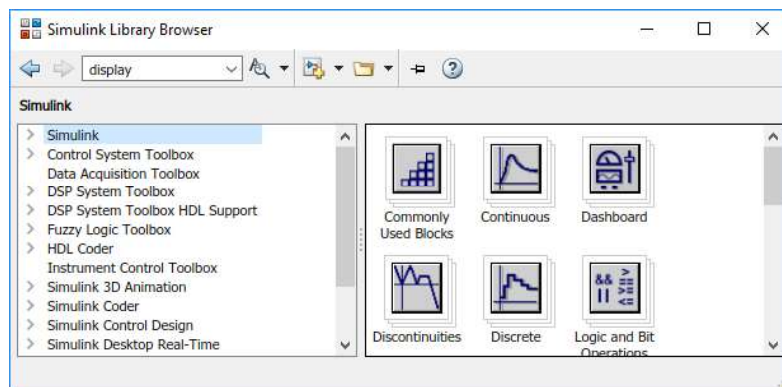 Simulink Library Browser
display
Simulink
Simulink
Control System Toolbox
Data Acquisition Toolbox
DSP System Toolbox
DSP System Toolbox HDL Support
Fuzzy Logic Toolbox
HDL Coder
Instrument Control Toolbox
Simulink 3D Animation
Simulink Coder
Simulink Control Design
Simulink Desktop Real-Time
Commonly
Used Blocks
Continuous
Dashboard
Discontinuities
Discrete
&& >
>=
|| ==
<=
Logic and Bit
Operations